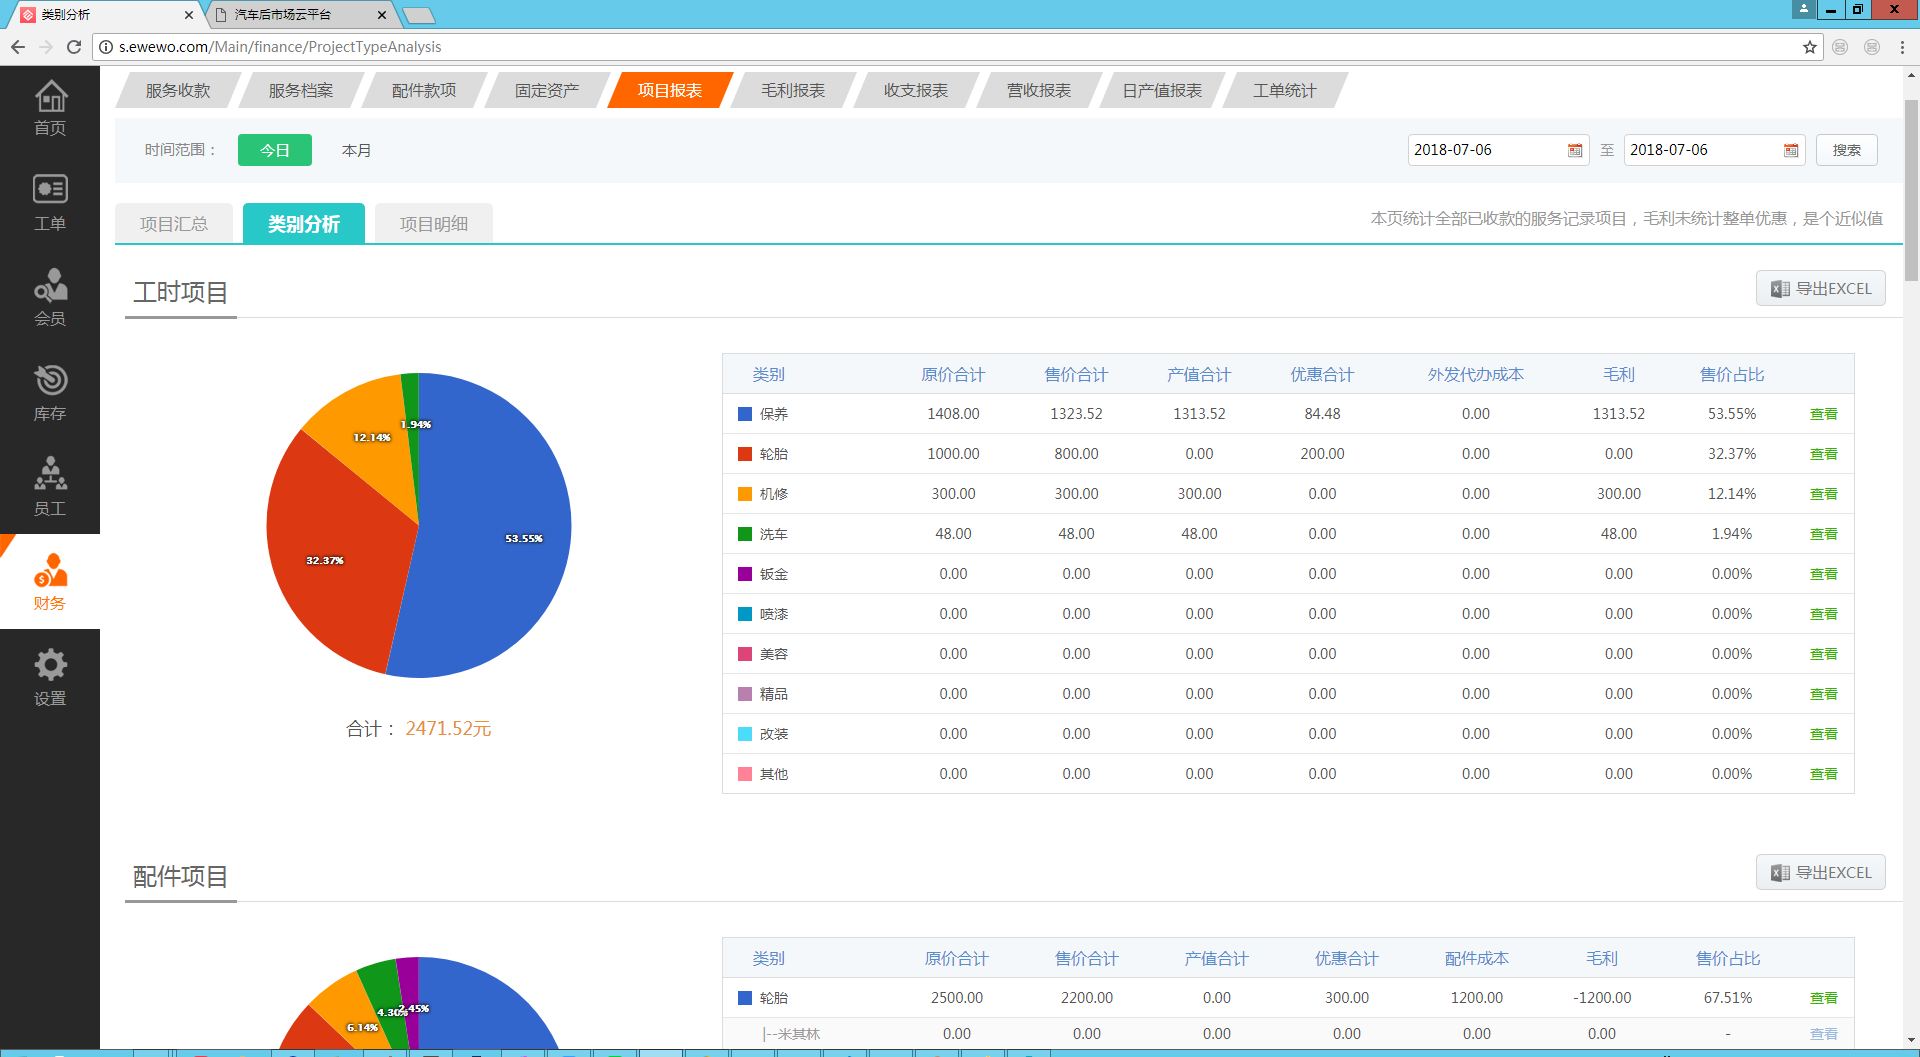 类别分析
汽车后市场云平台
s.ewewo.com/Main/finance/ProjectTypeAnalysis
首页
工单
会员
库存
员工
财务
设置
服务收款 服务档案 配件款项 固定资产 项目报表 毛利报表 收支报表 营收报表 日产值报表 工单统计
时间范围： 今日 本月 2018-07-06 至 2018-07-06 搜索
项目汇总 类别分析 项目明细 本页统计全部已收款的服务记录项目，毛利未统计整单优惠，是个近似值
工时项目 导出EXCEL
1.94%
12.14%
53.55%
32.37%
合计： 2471.52元
类别 原价合计 售价合计 产值合计 优惠合计 外发代办成本 毛利 售价占比
保养 1408.00 1323.52 1313.52 84.48 0.00 1313.52 53.55% 查看
轮胎 1000.00 800.00 0.00 200.00 0.00 0.00 32.37% 查看
机修 300.00 300.00 300.00 0.00 0.00 300.00 12.14% 查看
洗车 48.00 48.00 48.00 0.00 0.00 48.00 1.94% 查看
钣金 0.00 0.00 0.00 0.00 0.00 0.00 0.00% 查看
喷漆 0.00 0.00 0.00 0.00 0.00 0.00 0.00% 查看
美容 0.00 0.00 0.00 0.00 0.00 0.00 0.00% 查看
精品 0.00 0.00 0.00 0.00 0.00 0.00 0.00% 查看
改装 0.00 0.00 0.00 0.00 0.00 0.00 0.00% 查看
其他 0.00 0.00 0.00 0.00 0.00 0.00 0.00% 查看
配件项目 导出EXCEL
2.45%
4.30%
6.14%
类别 原价合计 售价合计 产值合计 优惠合计 配件成本 毛利 售价占比
轮胎 2500.00 2200.00 0.00 300.00 1200.00 -1200.00 67.51% 查看
|--米其林 0.00 0.00 0.00 0.00 0.00 0.00 - 查看